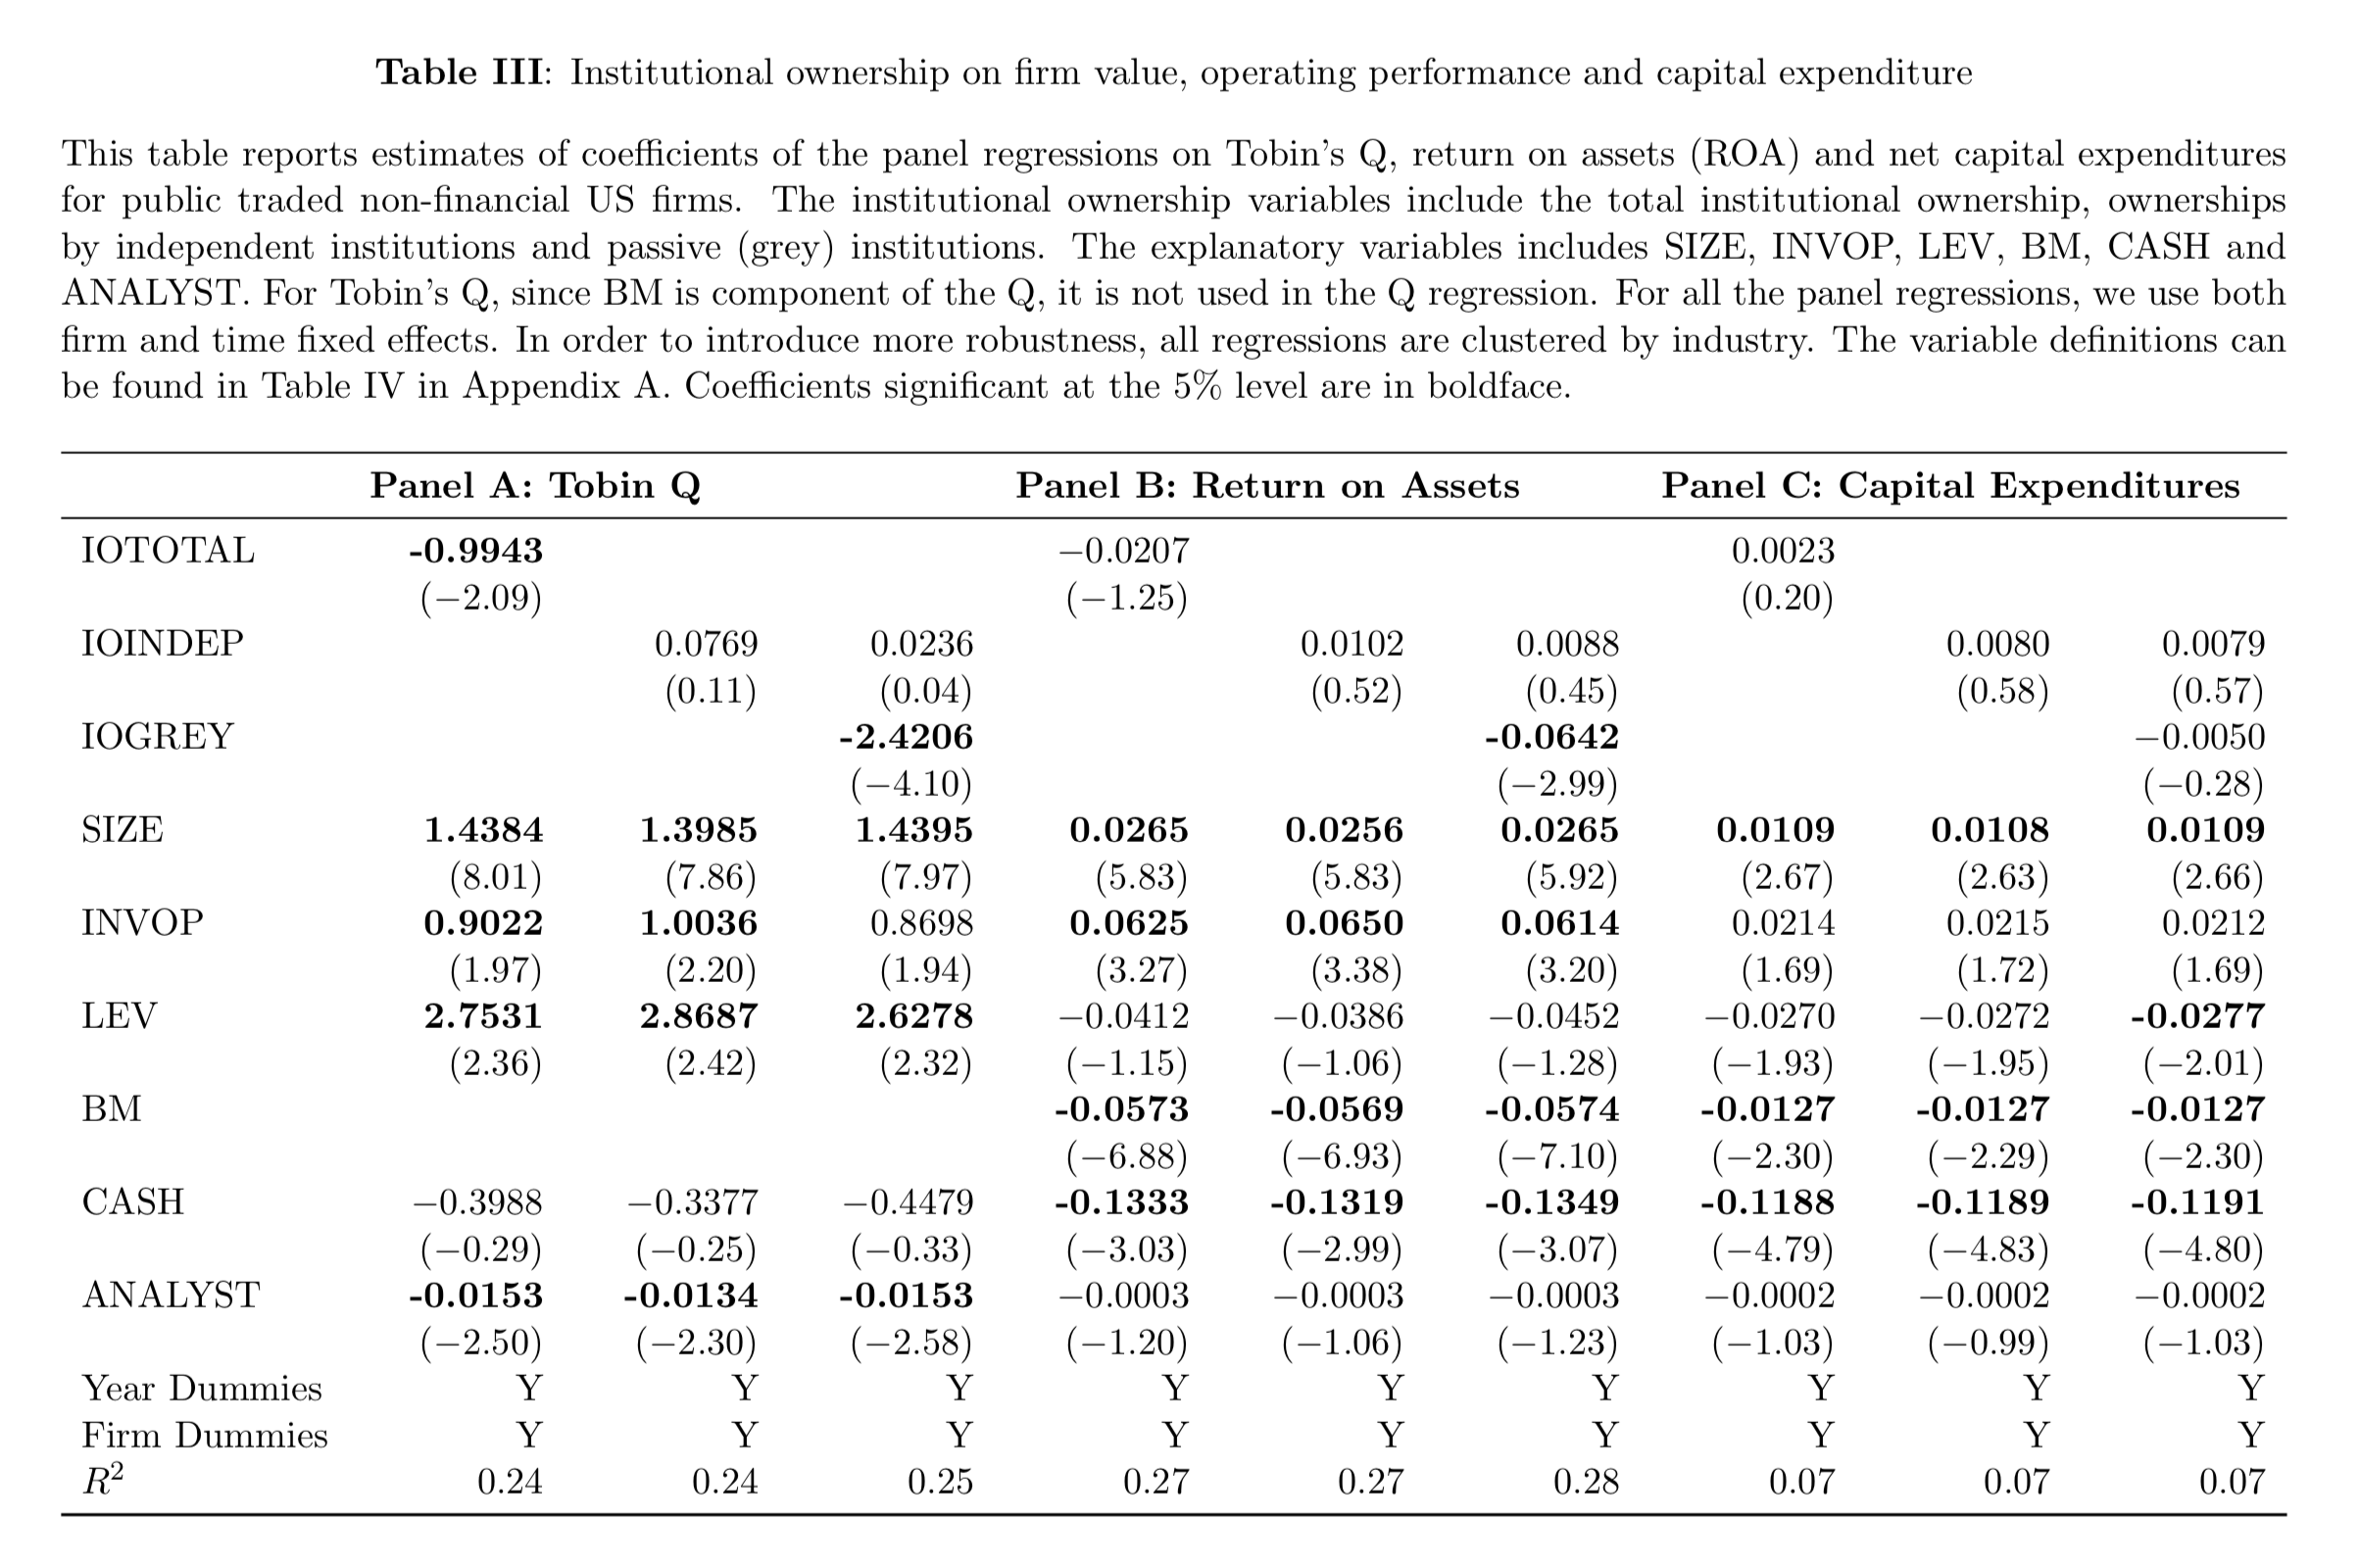 Table III: Institutional ownership on firm value, operating performance and capital expenditure
This table reports estimates of coefficients of the panel regressions on Tobin's Q, return on assets (ROA) and net capital expenditures
for public traded non-financial US firms. The institutional ownership variables include the total institutional ownership, ownerships
by independent institutions and passive (grey) institutions. The explanatory variables includes SIZE, INVOP, LEV, BM, CASH and
ANALYST. For Tobin's Q, since BM is component of the Q, it is not used in the Q regression. For all the panel regressions, we use both
firm and time fixed effects. In order to introduce more robustness, all regressions are clustered by industry. The variable definitions can
be found in Table IV in Appendix A. Coefficients significant at the 5% level are in boldface.
Panel A: Tobin Q Panel B: Return on Assets Panel C: Capital Expenditures
IOTOTAL -0.9943 −0.0207 0.0023
(−2.09) (−1.25) (0.20)
IOINDEP 0.0769 0.0236 0.0102 0.0088 0.0080 0.0079
(0.11) (0.04) (0.52) (0.45) (0.58) (0.57)
IOGREY -2.4206 -0.0642 −0.0050
(−4.10) (−2.99) (−0.28)
SIZE 1.4384 1.3985 1.4395 0.0265 0.0256 0.0265 0.0109 0.0108 0.0109
(8.01) (7.86) (7.97) (5.83) (5.83) (5.92) (2.67) (2.63) (2.66)
INVOP 0.9022 1.0036 0.8698 0.0625 0.0650 0.0614 0.0214 0.0215 0.0212
(1.97) (2.20) (1.94) (3.27) (3.38) (3.20) (1.69) (1.72) (1.69)
LEV 2.7531 2.8687 2.6278 −0.0412 −0.0386 −0.0452 −0.0270 −0.0272 -0.0277
(2.36) (2.42) (2.32) (−1.15) (−1.06) (−1.28) (−1.93) (−1.95) (−2.01)
BM -0.0573 -0.0569 -0.0574 -0.0127 -0.0127 -0.0127
(−6.88) (−6.93) (−7.10) (−2.30) (−2.29) (−2.30)
CASH −0.3988 −0.3377 −0.4479 -0.1333 -0.1319 -0.1349 -0.1188 -0.1189 -0.1191
(−0.29) (−0.25) (−0.33) (−3.03) (−2.99) (−3.07) (−4.79) (−4.83) (−4.80)
ANALYST -0.0153 -0.0134 -0.0153 −0.0003 −0.0003 −0.0003 −0.0002 −0.0002 −0.0002
(−2.50) (−2.30) (−2.58) (−1.20) (−1.06) (−1.23) (−1.03) (−0.99) (−1.03)
Year Dummies Y Y Y Y Y Y Y Y Y
Firm Dummies Y Y Y Y Y Y Y Y Y
R² 0.24 0.24 0.25 0.27 0.27 0.28 0.07 0.07 0.07